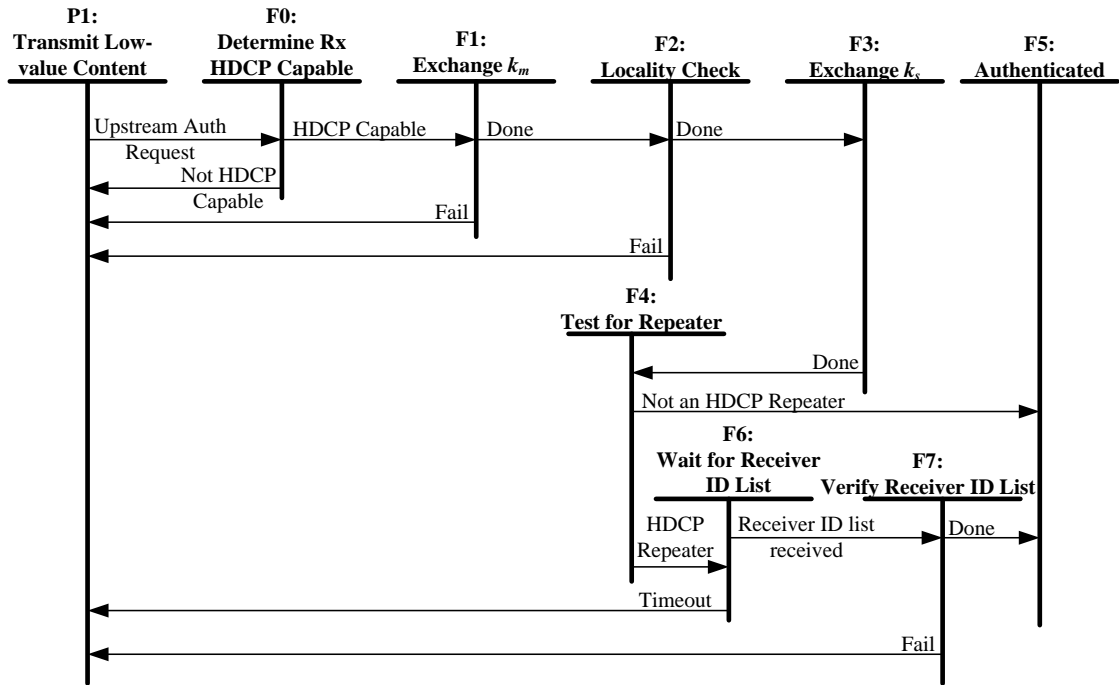 P1:
Transmit Low-
value Content
F0:
Determine Rx
HDCP Capable
F1:
Exchange km
F2:
Locality Check
F3:
Exchange ks
F5:
Authenticated
Upstream Auth
Request
HDCP Capable
Done
Done
Not HDCP
Capable
Fail
Fail
F4:
Test for Repeater
Done
Not an HDCP Repeater
F6:
Wait for Receiver
ID List
F7:
Verify Receiver ID List
HDCP
Repeater
Receiver ID list
received
Done
Timeout
Fail